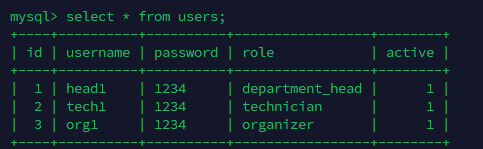 mysql> select * from users;
+----+----------+----------+-----------------+--------+
| id | username | password | role            | active |
+----+----------+----------+-----------------+--------+
|  1 | head1    | 1234     | department_head |      1 |
|  2 | tech1    | 1234     | technician      |      1 |
|  3 | org1     | 1234     | organizer       |      1 |
+----+----------+----------+-----------------+--------+